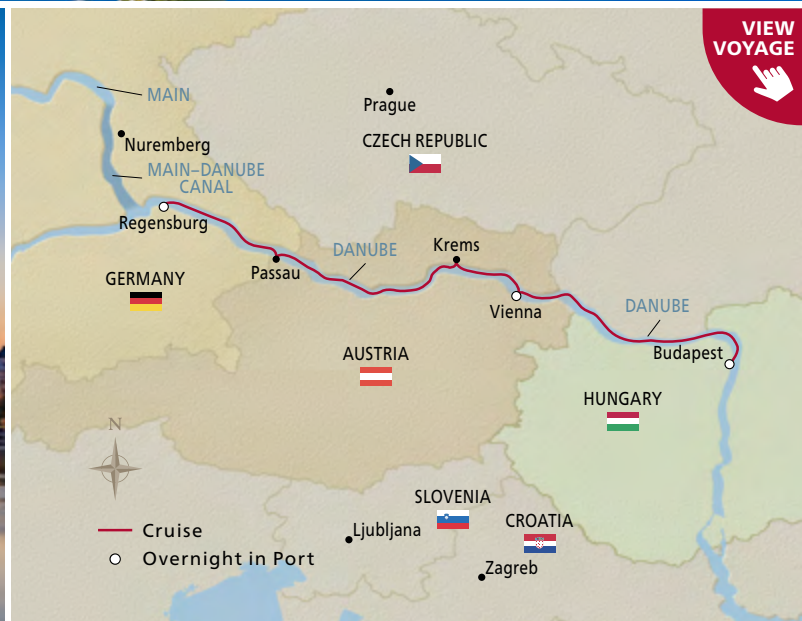 VIEW
VOYAGE
MAIN
Prague
Nuremberg
CZECH REPUBLIC
MAIN–DANUBE
CANAL
Regensburg
Krems
DANUBE
Passau
GERMANY
Vienna
DANUBE
Budapest
AUSTRIA
HUNGARY
N
SLOVENIA
CROATIA
Ljubljana
Cruise
Overnight in Port
Zagreb